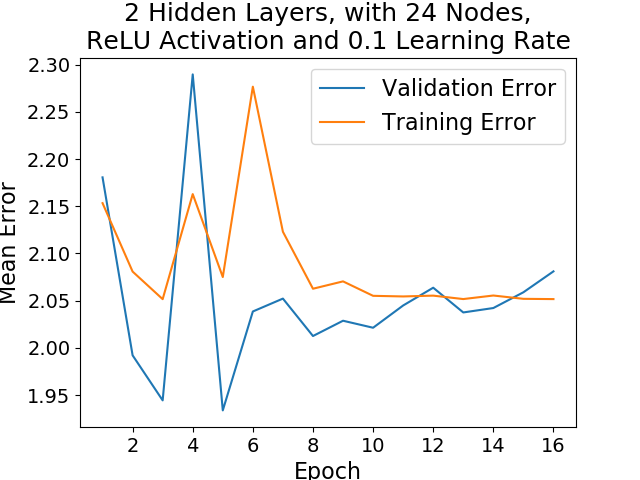 2 Hidden Layers, with 24 Nodes,
ReLU Activation and 0.1 Learning Rate
Validation Error
Training Error
Mean Error
2.30
2.25
2.20
2.15
2.10
2.05
2.00
1.95
2 4 6 8 10 12 14 16
Epoch